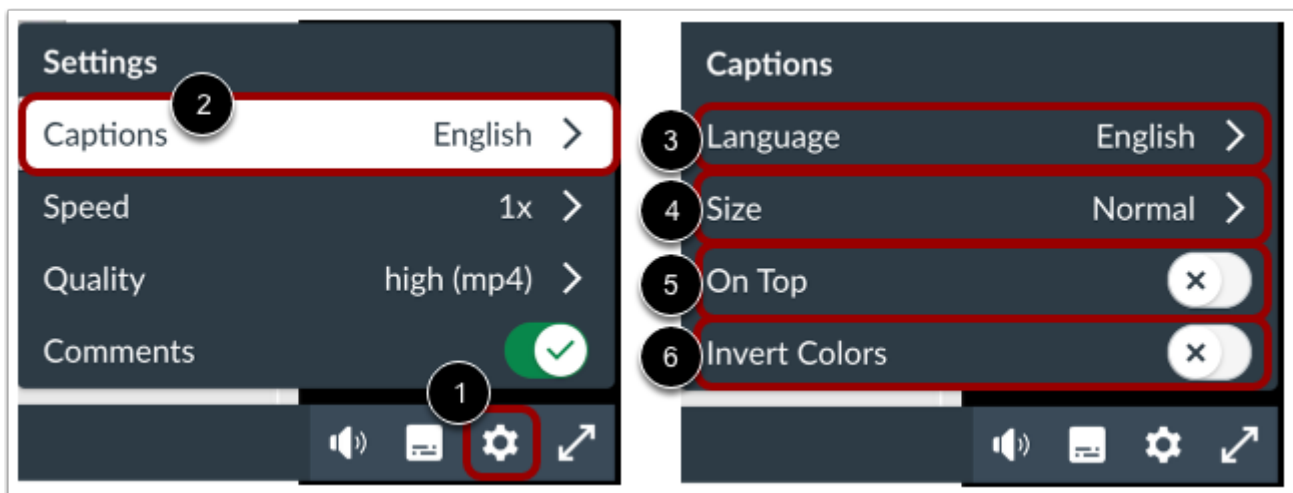 Settings
2
Captions English
Speed 1x
Quality high (mp4)
Comments
1
Captions
3 Language English
4 Size Normal
5 On Top
6 Invert Colors